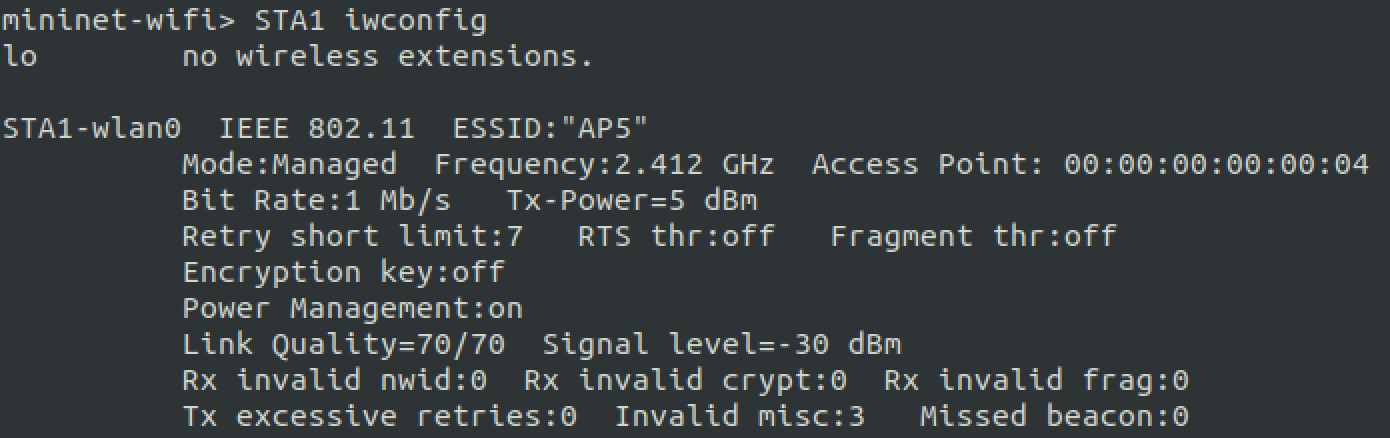 mininet-wifi> STA1 iwconfig
lo        no wireless extensions.
STA1-wlan0  IEEE 802.11  ESSID:"AP5"
          Mode:Managed  Frequency:2.412 GHz  Access Point: 00:00:00:00:00:04
          Bit Rate:1 Mb/s   Tx-Power=5 dBm
          Retry short limit:7   RTS thr:off   Fragment thr:off
          Encryption key:off
          Power Management:on
          Link Quality=70/70  Signal level=-30 dBm
          Rx invalid nwid:0  Rx invalid crypt:0  Rx invalid frag:0
          Tx excessive retries:0  Invalid misc:3   Missed beacon:0